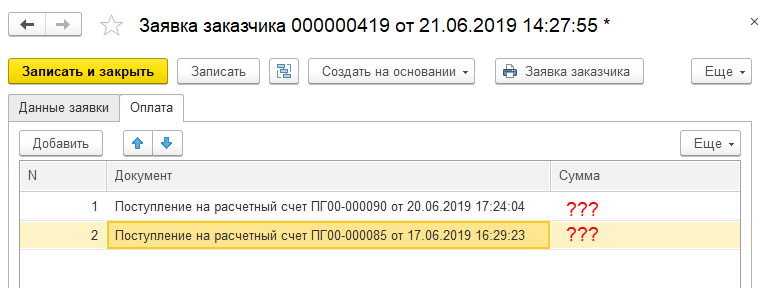 Заявка заказчика 000000419 от 21.06.2019 14:27:55 *
Записать и закрыть Записать Создать на основании Заявка заказчика Еще
Данные заявки Оплата
Добавить Еще
N Документ Сумма
1 Поступление на расчетный счет ПГ00-000090 от 20.06.2019 17:24:04 ???
2 Поступление на расчетный счет ПГ00-000085 от 17.06.2019 16:29:23 ???